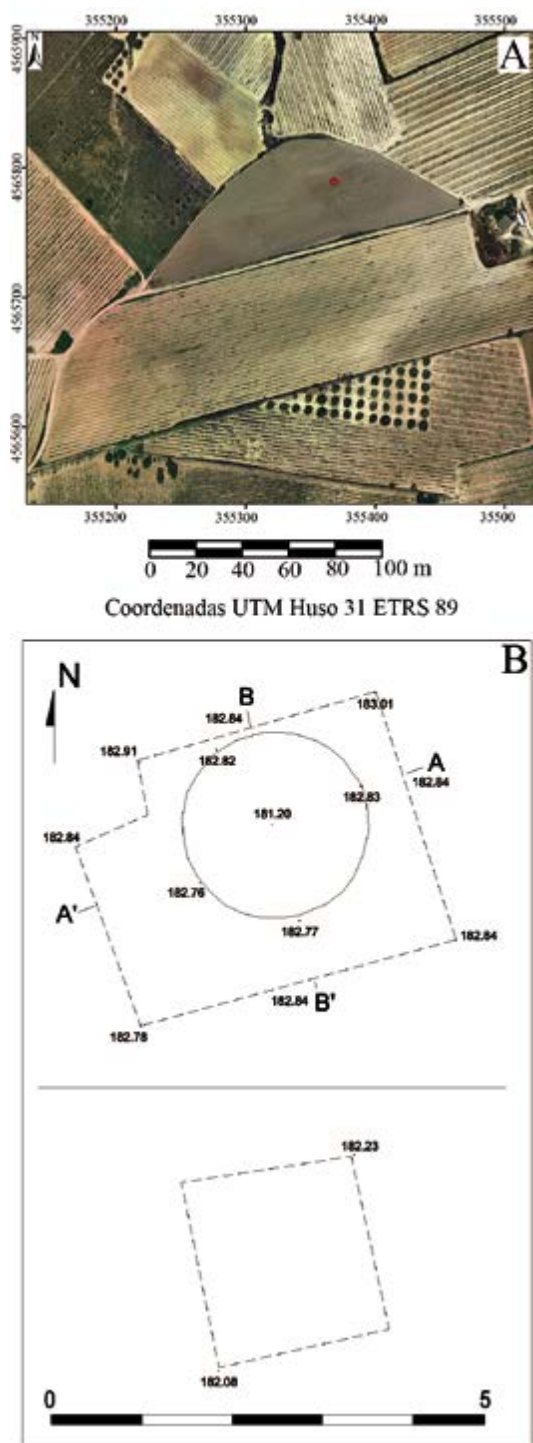 4565900
N
A
4565800
4565700
4565600
355200 355300 355400 355500
355200 355300 355400 355500
0 20 40 60 80 100 m
Coordenadas UTM Huso 31 ETRS 89
B
N
B
182.84
183.01
182.91
182.82
A
182.84
182.83
181.20
182.84
182.76
A'
182.77
182.84
182.84
B'
182.78
182.23
182.08
0 5